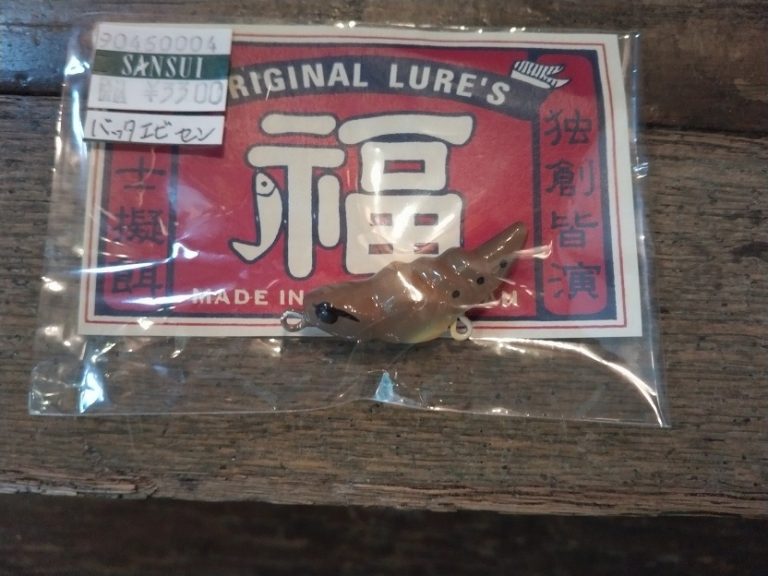 90450004
SANSUI
¥3300
バッタエビセン
RIGINAL LURE'S
福
独創皆演
士擬餌
MADE IN